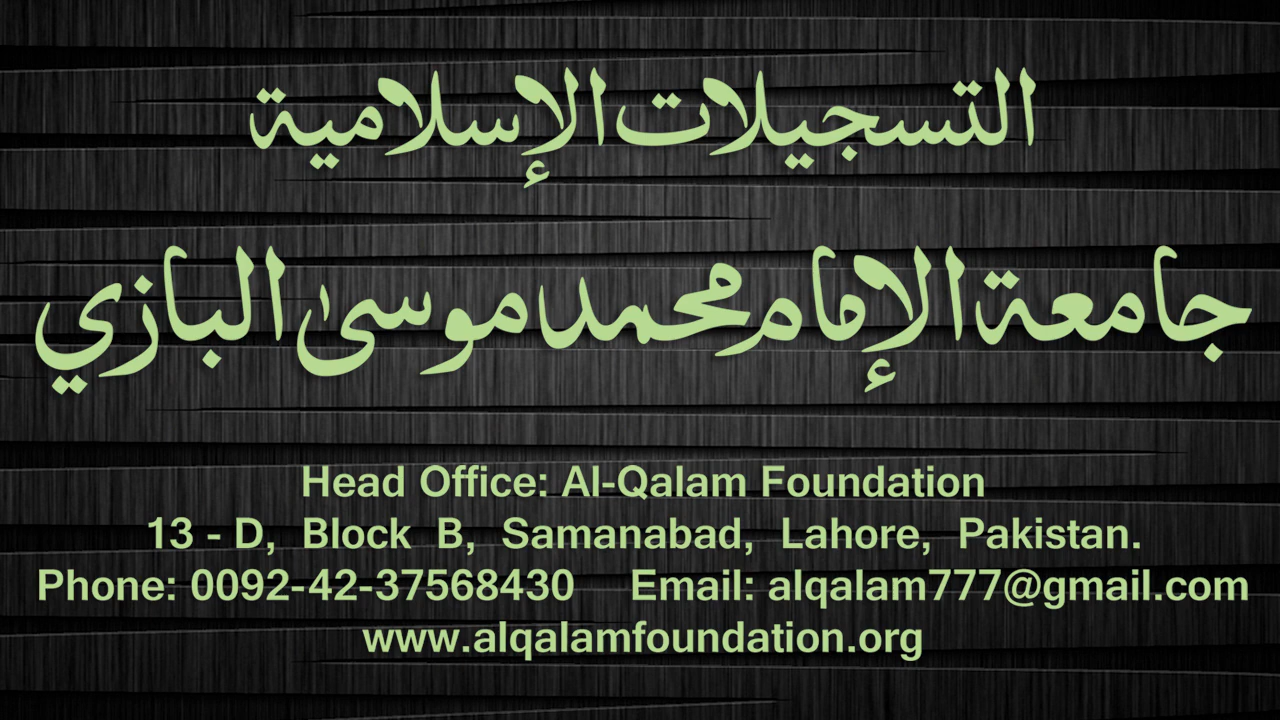 التسجيلات الإسلامية
جامعة الإمام محمد موسىٰ البازي
Head Office: Al-Qalam Foundation
13 - D, Block B, Samanabad, Lahore, Pakistan.
Phone: 0092-42-37568430 Email: alqalam777@gmail.com
www.alqalamfoundation.org